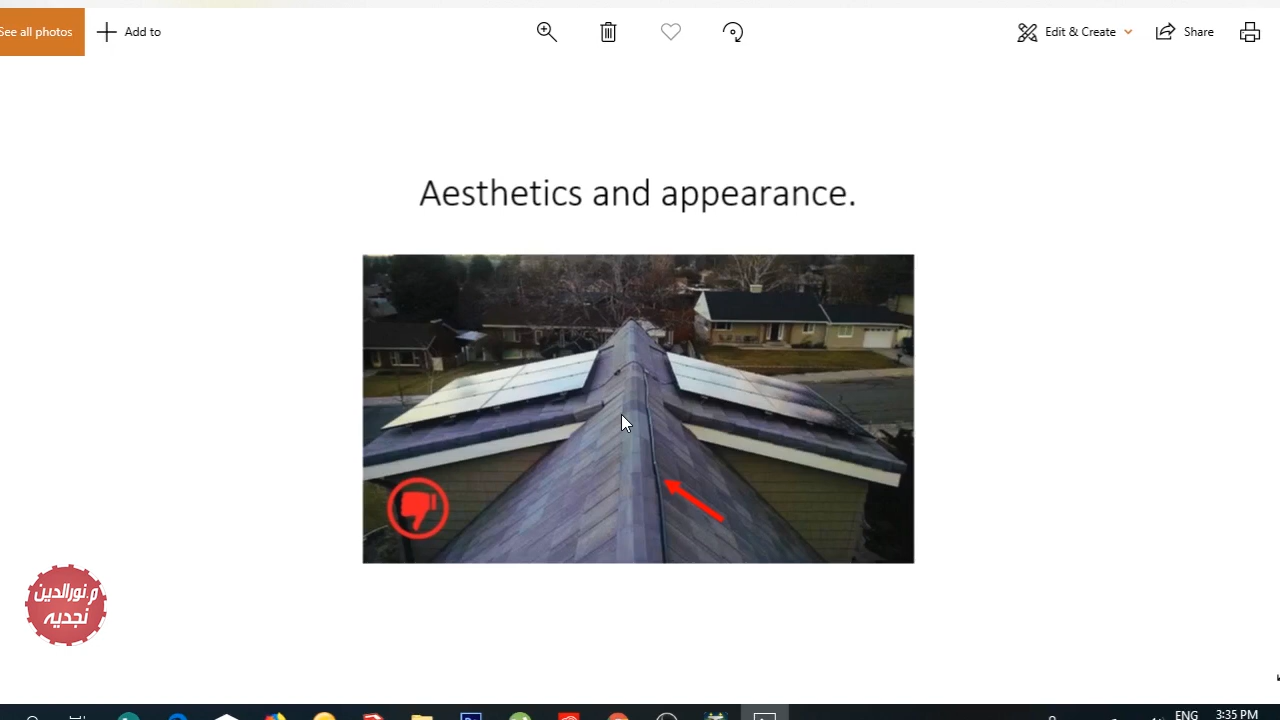 See all photos
Add to
Edit & Create
Share
Aesthetics and appearance.
م.نورالدين
نجديه
ENG
3:35 PM